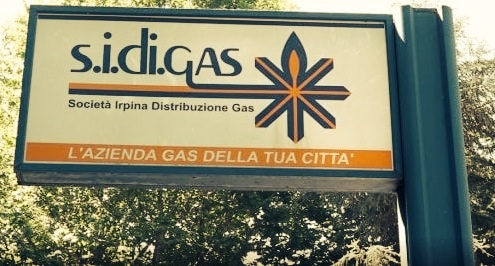 s.i.di.GAS
Società Irpina Distribuzione Gas
L'AZIENDA GAS DELLA TUA CITTA'